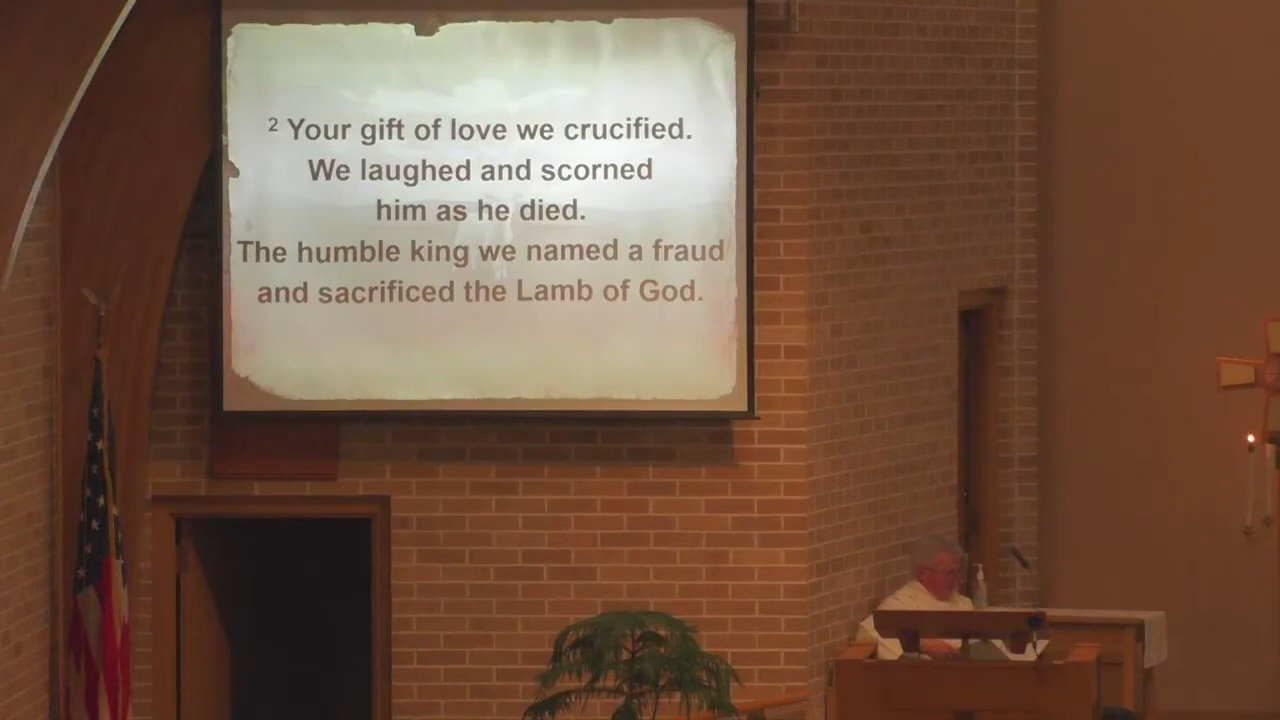 ² Your gift of love we crucified.
We laughed and scorned
him as he died.
The humble king we named a fraud
and sacrificed the Lamb of God.